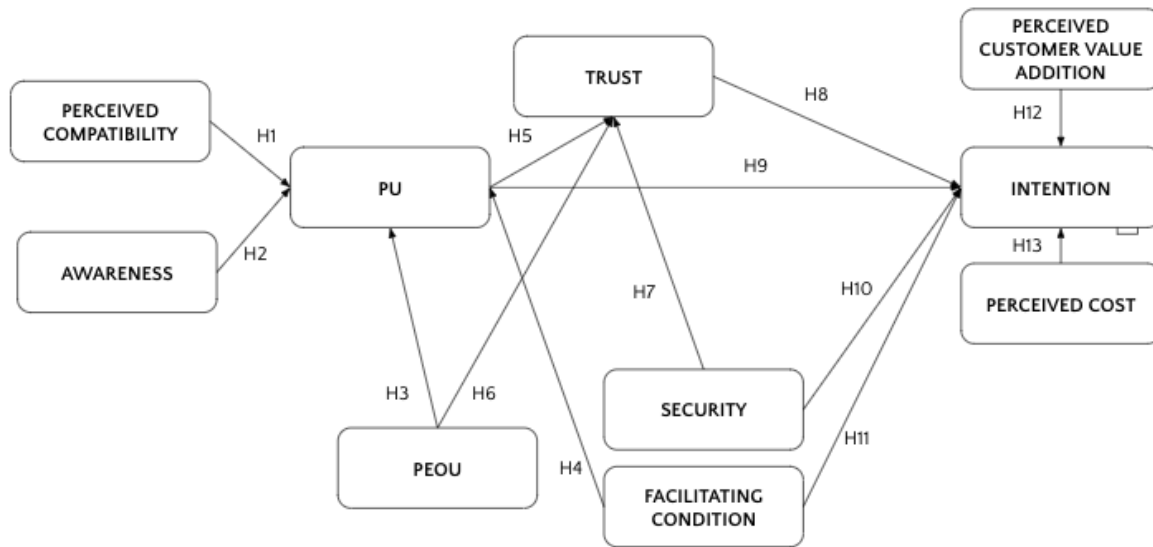 PERCEIVED
CUSTOMER VALUE
ADDITION
TRUST
H8
PERCEIVED
COMPATIBILITY
H12
H1
H5
PU
H9
INTENTION
H2
AWARENESS
H13
H7
H10
PERCEIVED COST
H3
H6
SECURITY
H11
PEOU
H4
FACILITATING
CONDITION